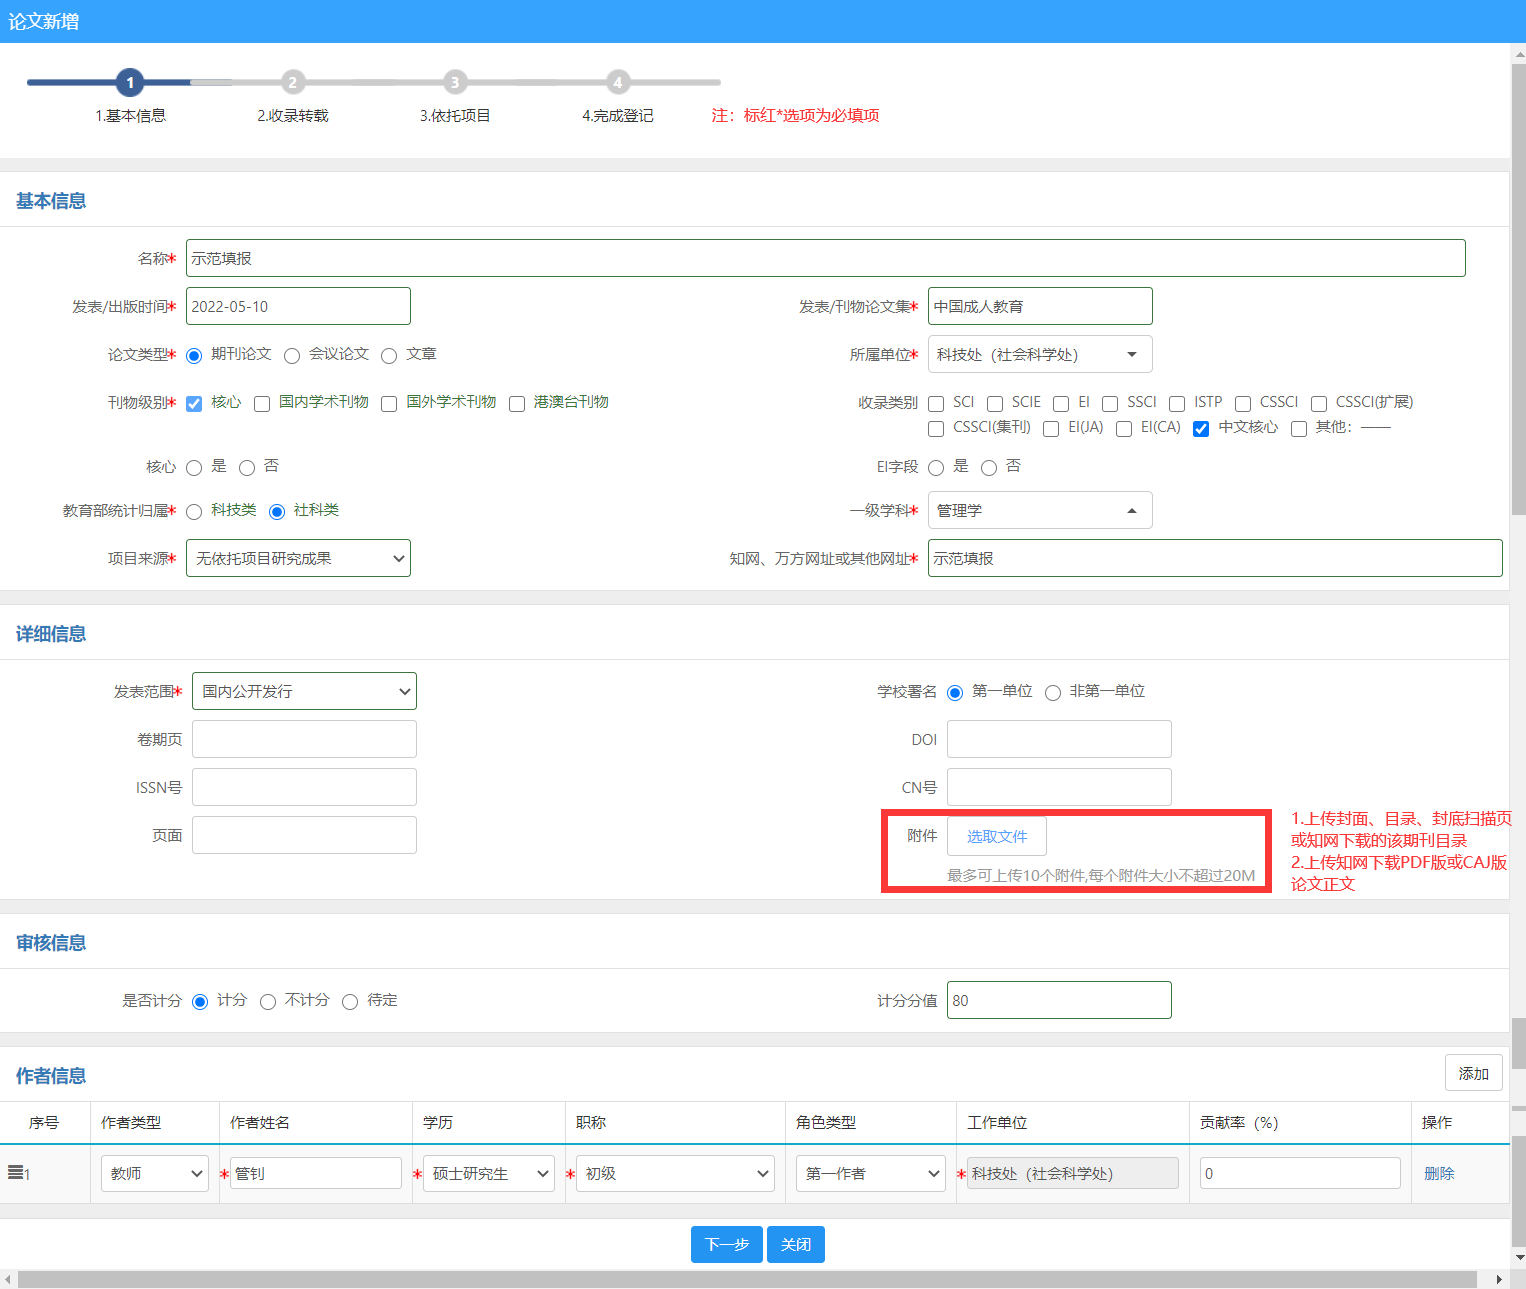 论文新增
1 2 3 4
1.基本信息 2.收录转载 3.依托项目 4.完成登记 注：标红*选项为必填项
基本信息
名称* 示范填报
发表/出版时间* 2022-05-10 发表/刊物论文集* 中国成人教育
论文类型* 期刊论文 会议论文 文章 所属单位* 科技处（社会科学处）
刊物级别* 核心 国内学术刊物 国外学术刊物 港澳台刊物 收录类别 SCI SCIE EI SSCI ISTP CSSCI CSSCI(扩展)
CSSCI(集刊) EI(JA) EI(CA) 中文核心 其他：——
核心 是 否 EI字段 是 否
教育部统计归属* 科技类 社科类 一级学科* 管理学
项目来源* 无依托项目研究成果 知网、万方网址或其他网址* 示范填报
详细信息
发表范围* 国内公开发行 学校署名 第一单位 非第一单位
卷期页 DOI
ISSN号 CN号
页面 附件 选取文件
最多可上传10个附件,每个附件大小不超过20M
1.上传封面、目录、封底扫描页
或知网下载的该期刊目录
2.上传知网下载PDF版或CAJ版
论文正文
审核信息
是否计分 计分 不计分 待定 计分分值 80
作者信息 添加
序号 作者类型 作者姓名 学历 职称 角色类型 工作单位 贡献率（%） 操作
1 教师 * 管钊 * 硕士研究生 * 初级 第一作者 * 科技处（社会科学处） 0 删除
下一步 关闭